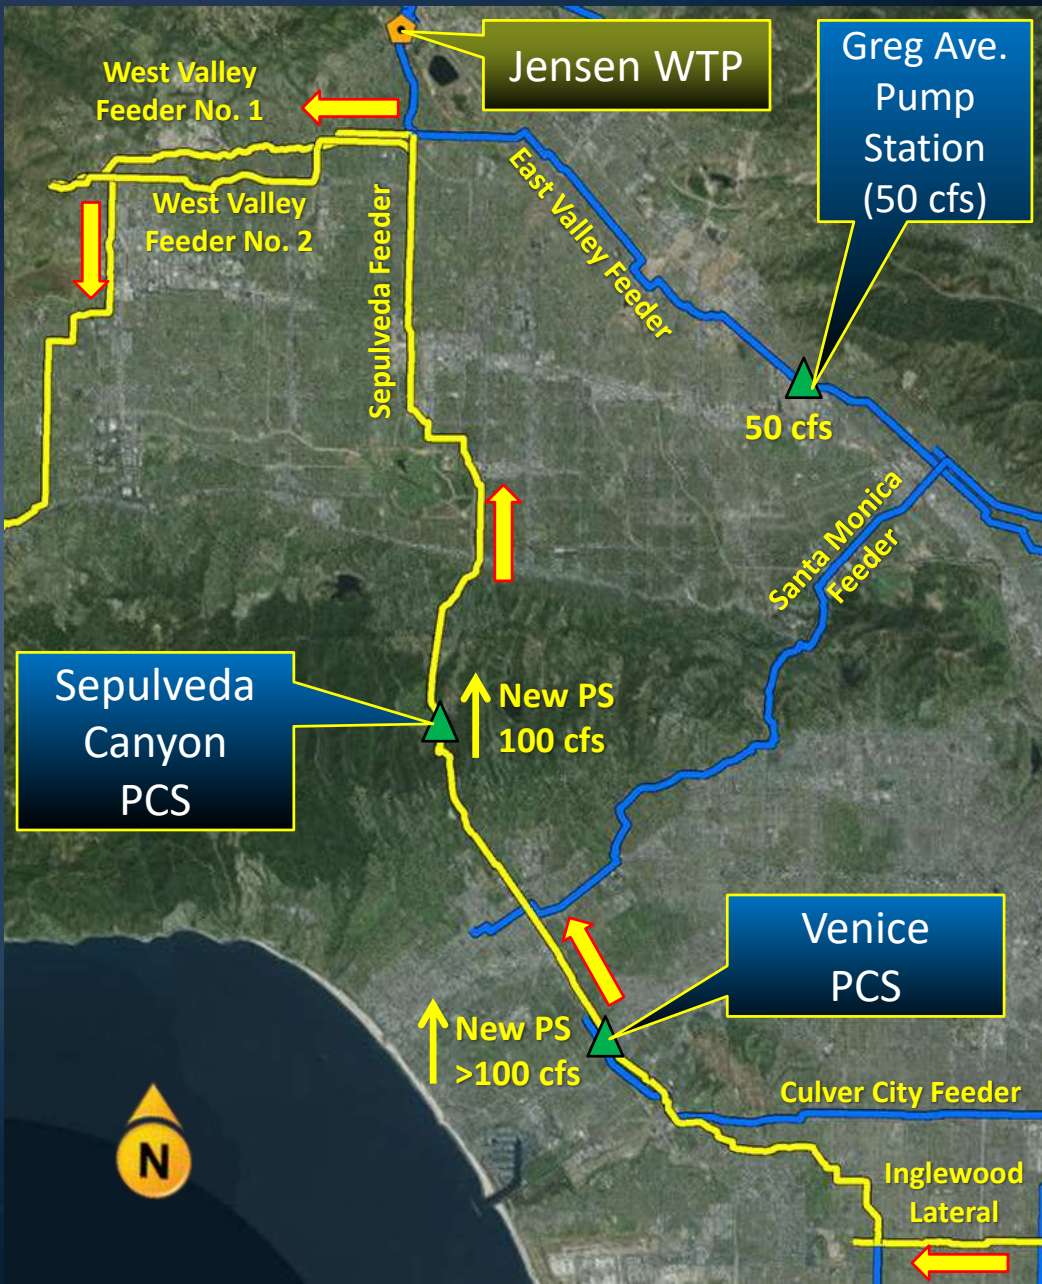 Jensen WTP
Greg Ave.
Pump
Station
(50 cfs)
West Valley
Feeder No. 1
West Valley
Feeder No. 2
Sepulveda Feeder
East Valley Feeder
50 cfs
Santa Monica
Feeder
Sepulveda
Canyon
PCS
New PS
100 cfs
Venice
PCS
New PS
>100 cfs
Culver City Feeder
Inglewood
Lateral
N